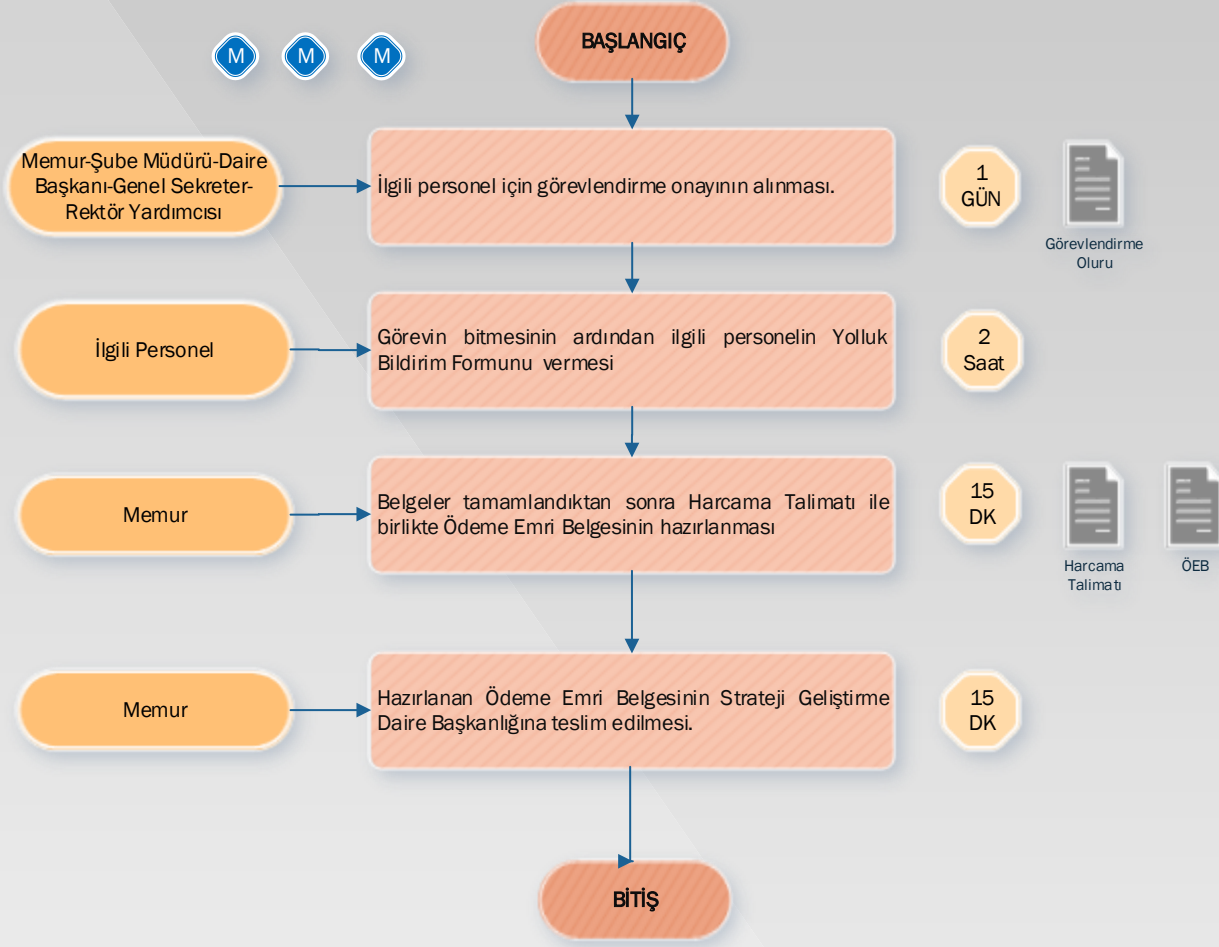 BAŞLANGIÇ
M M M
Memur-Şube Müdürü-Daire
Başkanı-Genel Sekreter-
Rektör Yardımcısı
İlgili personel için görevlendirme onayının alınması.
1
GÜN
Görevlendirme
Oluru
İlgili Personel
Görevin bitmesinin ardından ilgili personelin Yolluk
Bildirim Formunu vermesi
2
Saat
Memur
Belgeler tamamlandıktan sonra Harcama Talimatı ile
birlikte Ödeme Emri Belgesinin hazırlanması
15
DK
Harcama
Talimatı
ÖEB
Memur
Hazırlanan Ödeme Emri Belgesinin Strateji Geliştirme
Daire Başkanlığına teslim edilmesi.
15
DK
BİTİŞ